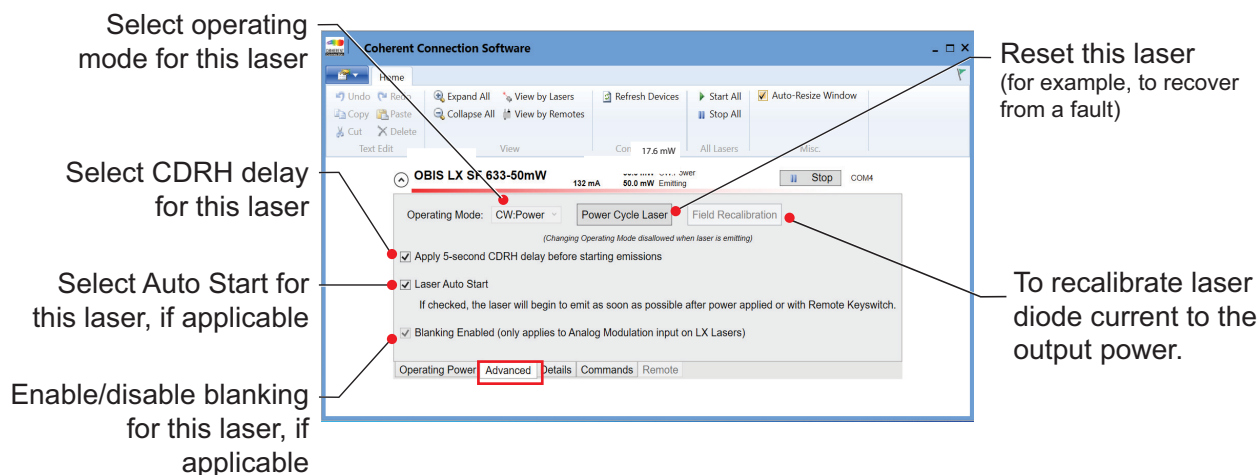 Select operating
mode for this laser
Select CDRH delay
for this laser
Select Auto Start for
this laser, if applicable
Enable/disable blanking
for this laser, if
applicable
Coherent Connection Software
Home
Undo Redo Expand All View by Lasers Refresh Devices Start All Auto-Resize Window
Copy Paste Collapse All View by Remotes Stop All
Cut Delete
Text Edit View 17.6 mW All Lasers Misc.
OBIS LX SF 633-50mW 132 mA 50.0 mW Emitting Stop COM4
Operating Mode: CW:Power Power Cycle Laser Field Recalibration
(Changing Operating Mode disallowed when laser is emitting)
Apply 5-second CDRH delay before starting emissions
Laser Auto Start
If checked, the laser will begin to emit as soon as possible after power applied or with Remote Keyswitch.
Blanking Enabled (only applies to Analog Modulation input on LX Lasers)
Operating Power Advanced Details Commands Remote
Reset this laser
(for example, to recover
from a fault)
To recalibrate laser
diode current to the
output power.